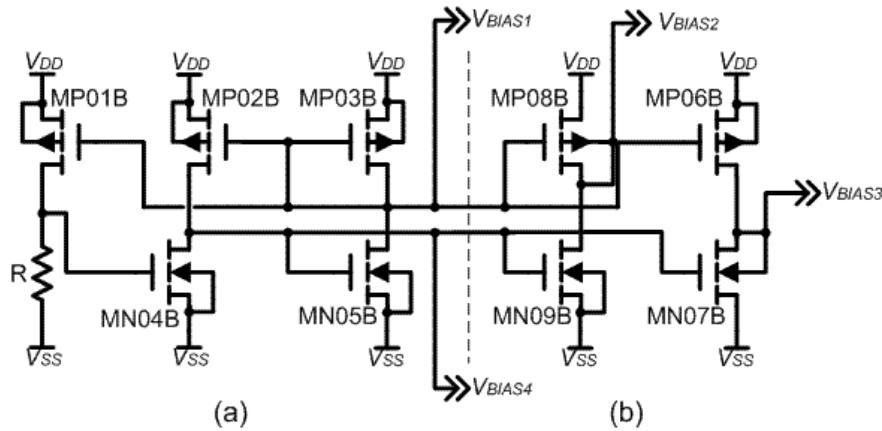 VBIAS1
VBIAS2
VDD VDD VDD VDD VDD
MP01B MP02B MP03B MP08B MP06B
VBIAS3
R
MN04B MN05B MN09B MN07B
VSS VSS VSS VSS VSS
VBIAS4
(a) (b)